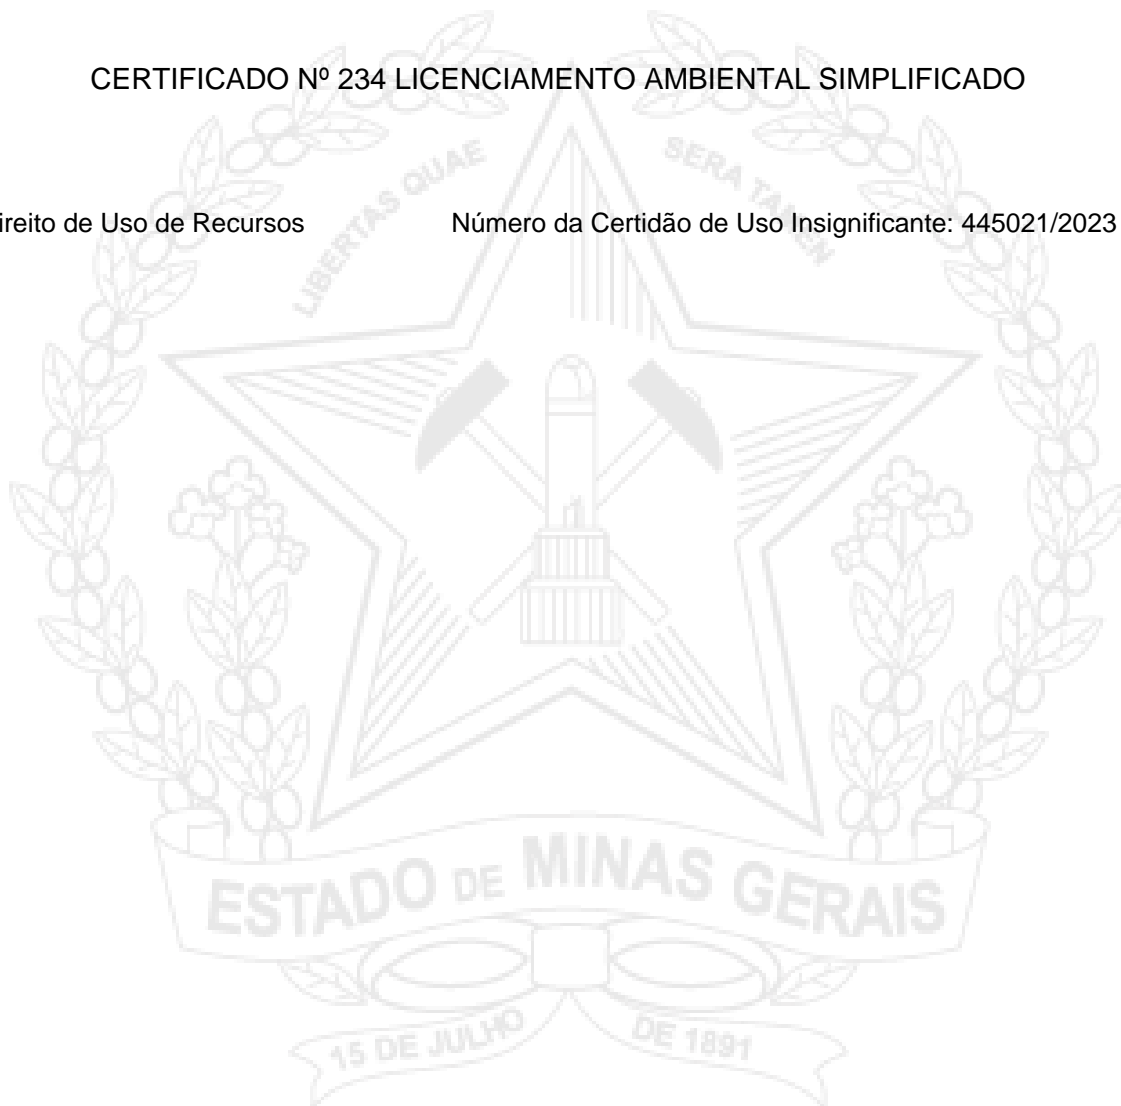 CERTIFICADO Nº 234 LICENCIAMENTO AMBIENTAL SIMPLIFICADO
LIBERTAS QUAE SERA TAMEN
ireito de Uso de Recursos Número da Certidão de Uso Insignificante: 445021/2023
ESTADO DE MINAS GERAIS
15 DE JULHO DE 1891